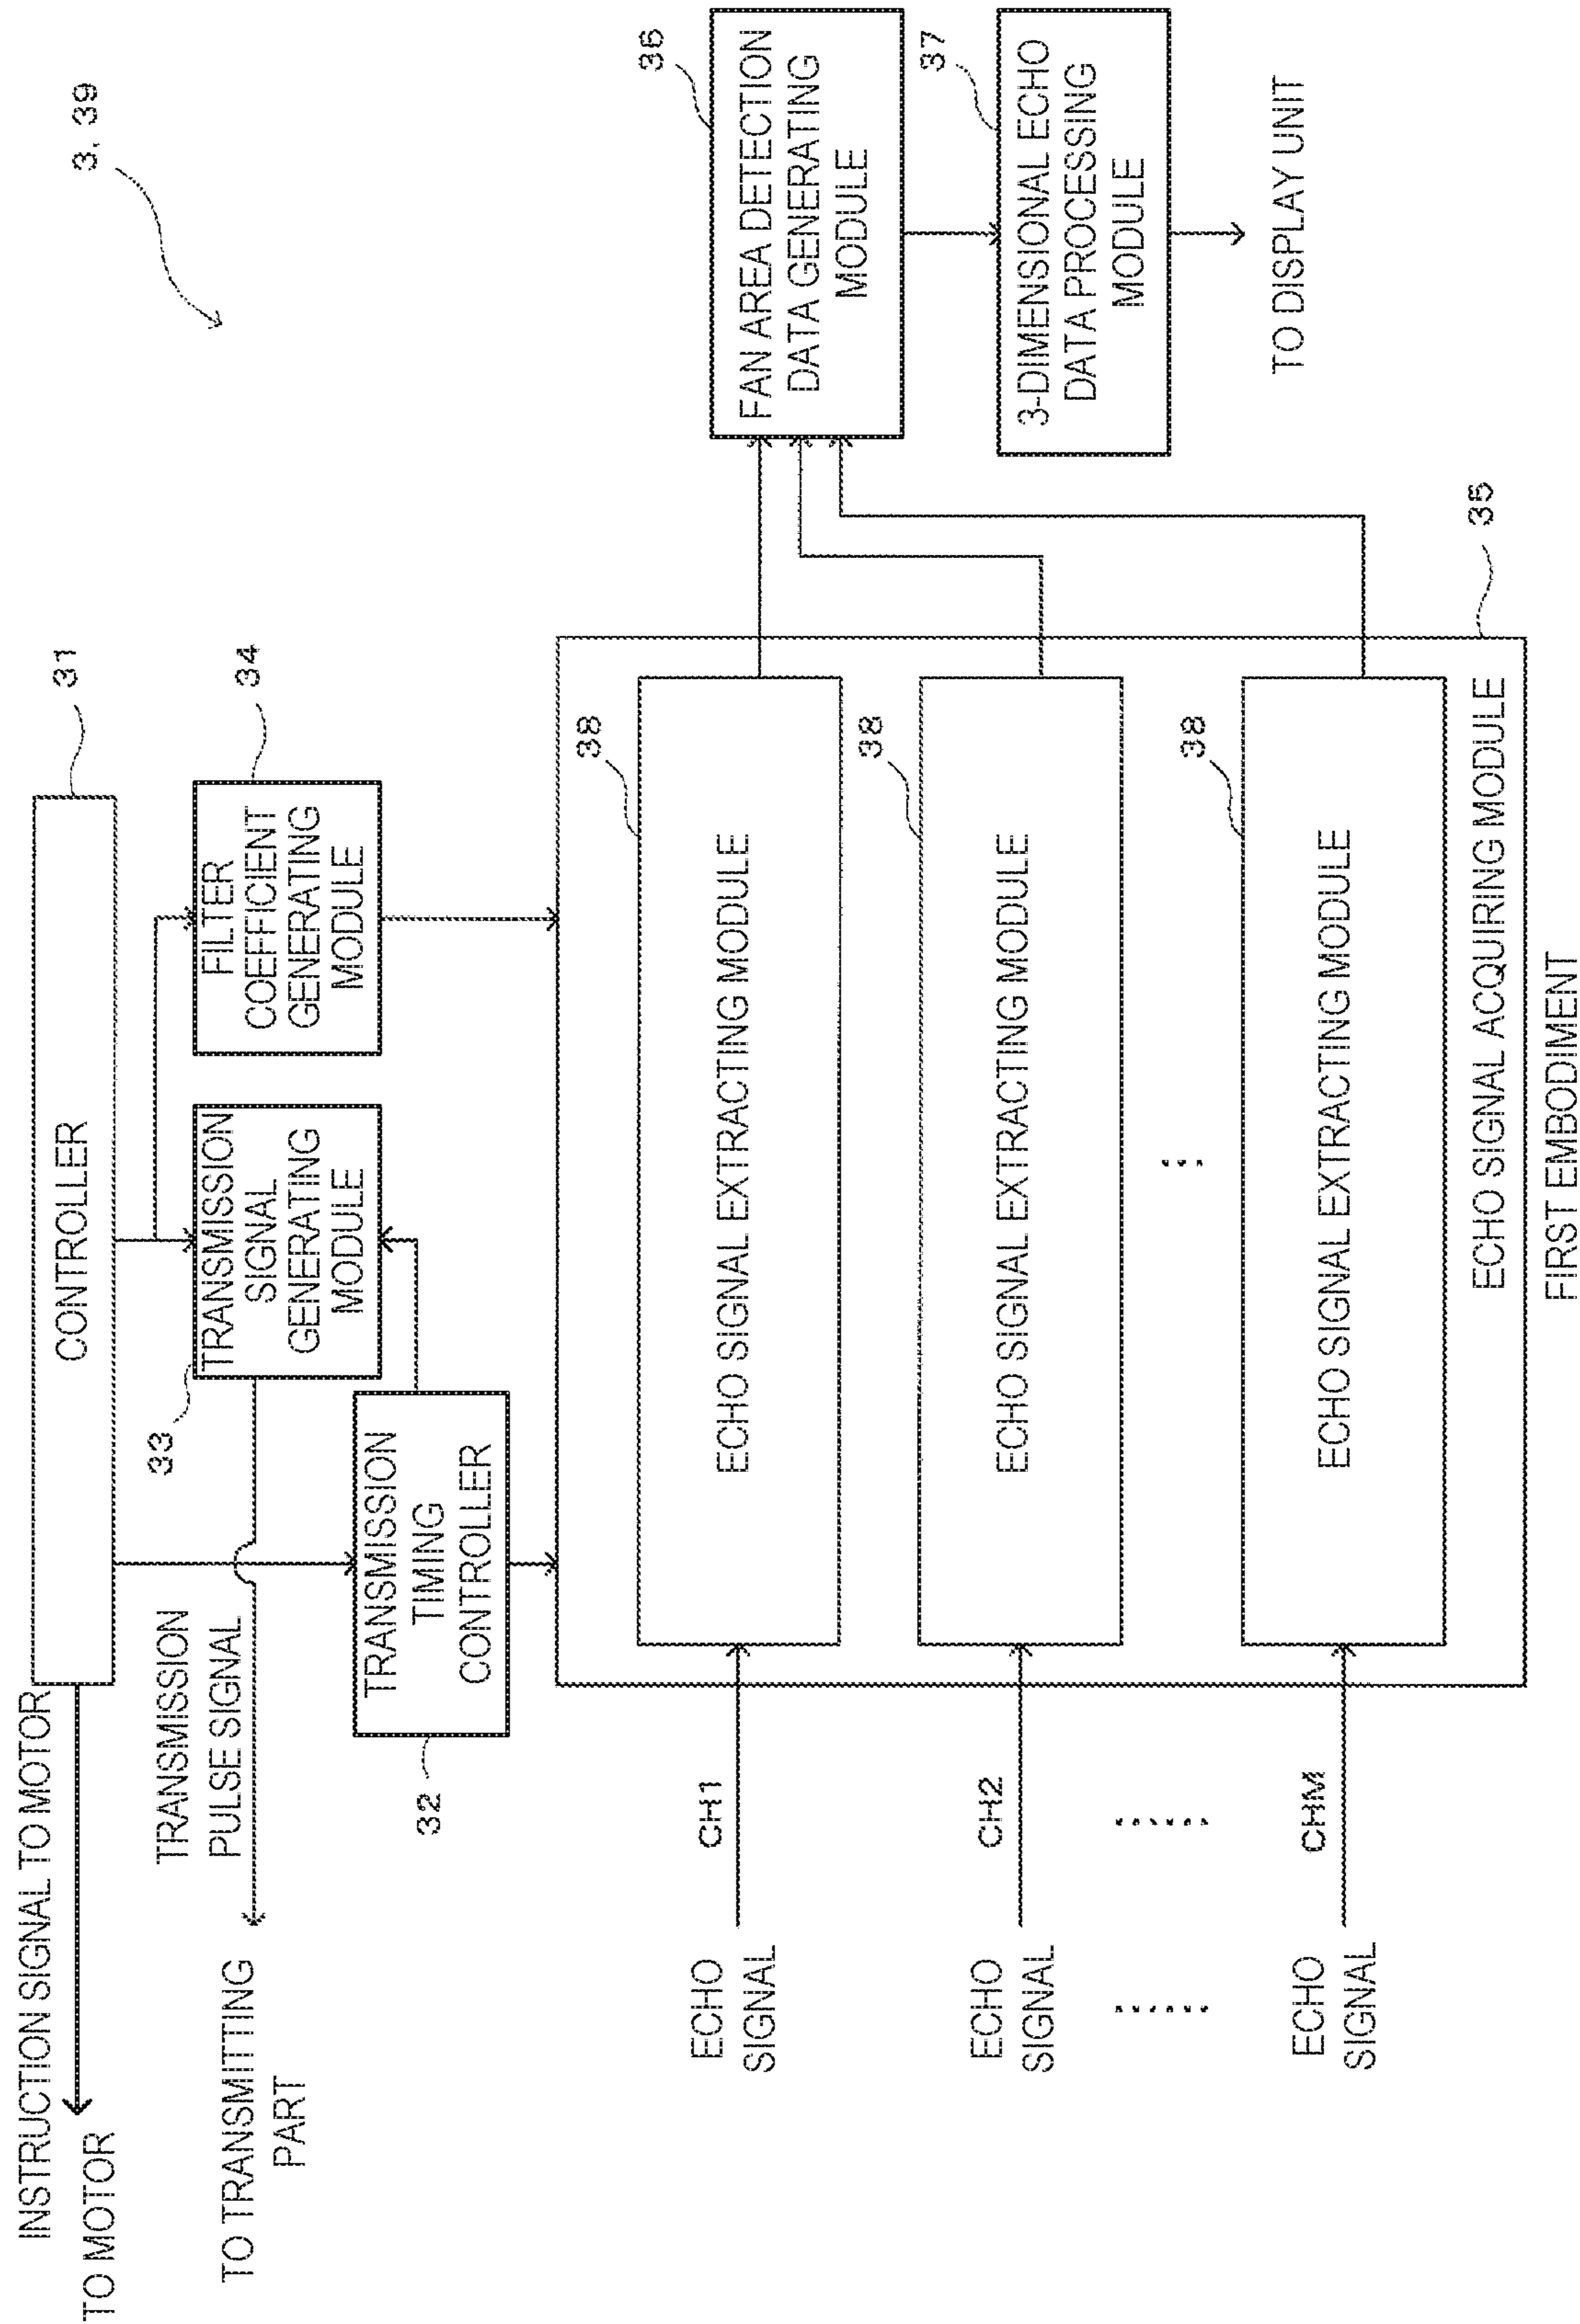 3, 39
INSTRUCTION SIGNAL TO MOTOR
TO MOTOR
CONTROLLER
31
TRANSMISSION
PULSE SIGNAL
TO TRANSMITTING
PART
33
TRANSMISSION
SIGNAL
GENERATING
MODULE
FILTER
COEFFICIENT
GENERATING
MODULE
34
TRANSMISSION
TIMING
CONTROLLER
32
ECHO
SIGNAL
CH1
ECHO SIGNAL EXTRACTING MODULE
38
ECHO
SIGNAL
CH2
ECHO SIGNAL EXTRACTING MODULE
38
ECHO
SIGNAL
CHM
ECHO SIGNAL EXTRACTING MODULE
38
ECHO SIGNAL ACQUIRING MODULE
35
FAN AREA DETECTION
DATA GENERATING
MODULE
36
3-DIMENSIONAL ECHO
DATA PROCESSING
MODULE
37
TO DISPLAY UNIT
FIRST EMBODIMENT